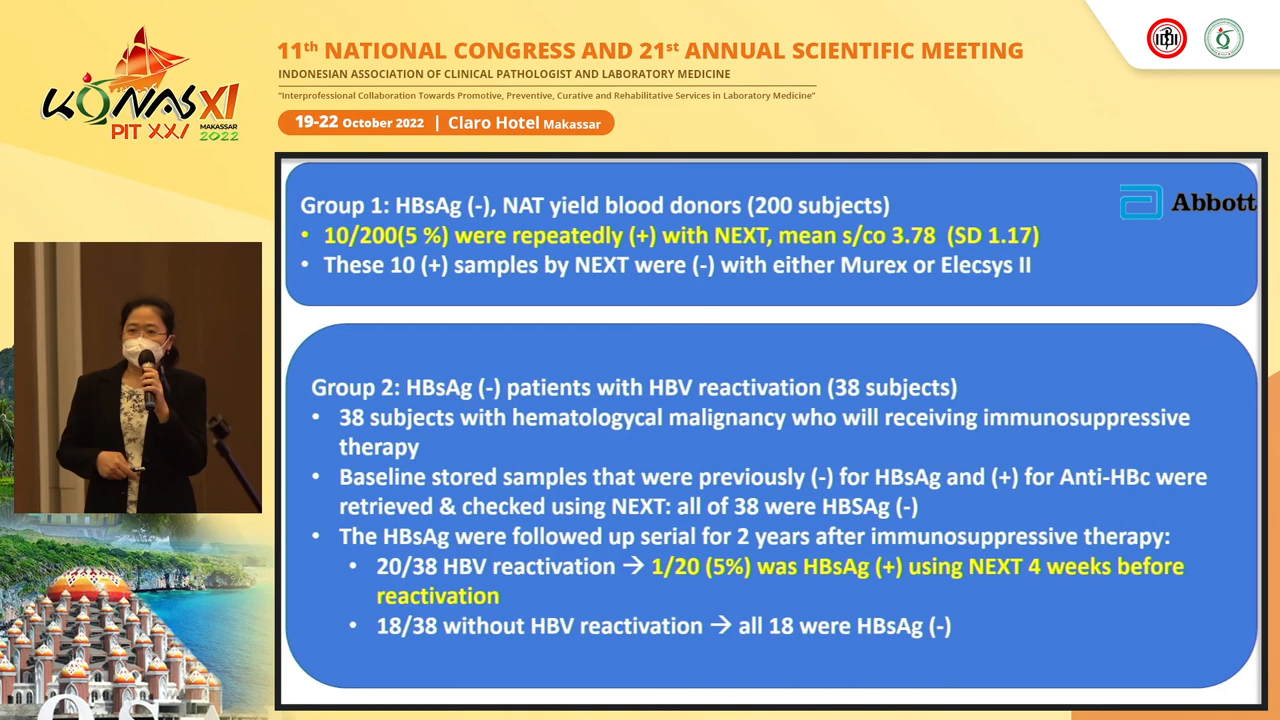 KONAS XI
PIT XXI
MAKASSAR
2022
11th NATIONAL CONGRESS AND 21st ANNUAL SCIENTIFIC MEETING
INDONESIAN ASSOCIATION OF CLINICAL PATHOLOGIST AND LABORATORY MEDICINE
"Interprofessional Collaboration Towards Promotive, Preventive, Curative and Rehabilitative Services in Laboratory Medicine"
19-22 October 2022 | Claro Hotel Makassar
Abbott
Group 1: HBsAg (-), NAT yield blood donors (200 subjects)
• 10/200(5 %) were repeatedly (+) with NEXT, mean s/co 3.78 (SD 1.17)
• These 10 (+) samples by NEXT were (-) with either Murex or Elecsys II
Group 2: HBsAg (-) patients with HBV reactivation (38 subjects)
• 38 subjects with hematologycal malignancy who will receiving immunosuppressive
therapy
• Baseline stored samples that were previously (-) for HBsAg and (+) for Anti-HBc were
retrieved & checked using NEXT: all of 38 were HBSAg (-)
• The HBsAg were followed up serial for 2 years after immunosuppressive therapy:
• 20/38 HBV reactivation → 1/20 (5%) was HBsAg (+) using NEXT 4 weeks before
reactivation
• 18/38 without HBV reactivation → all 18 were HBsAg (-)